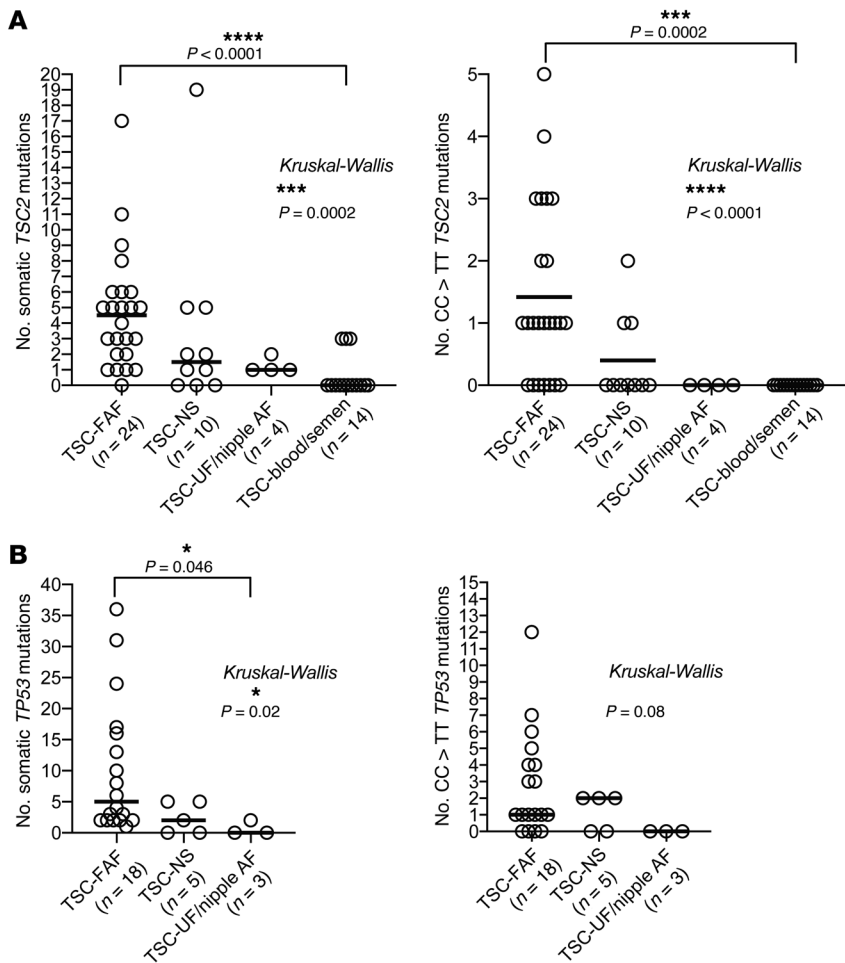 A
****
P < 0.0001
No. somatic TSC2 mutations
20
19
18
17
16
15
14
13
12
11
10
9
8
7
6
5
4
3
2
1
0
Kruskal-Wallis
***
P = 0.0002
TSC-FAF
(n = 24)
TSC-NS
(n = 10)
TSC-UF/nipple AF
(n = 4)
TSC-blood/semen
(n = 14)
***
P = 0.0002
No. CC > TT TSC2 mutations
5
4
3
2
1
0
Kruskal-Wallis
****
P < 0.0001
TSC-FAF
(n = 24)
TSC-NS
(n = 10)
TSC-UF/nipple AF
(n = 4)
TSC-blood/semen
(n = 14)
B
*
P = 0.046
No. somatic TP53 mutations
40
35
30
25
20
15
10
5
0
Kruskal-Wallis
*
P = 0.02
TSC-FAF
(n = 18)
TSC-NS
(n = 5)
TSC-UF/nipple AF
(n = 3)
No. CC > TT TP53 mutations
15
14
13
12
11
10
9
8
7
6
5
4
3
2
1
0
Kruskal-Wallis
P = 0.08
TSC-FAF
(n = 18)
TSC-NS
(n = 5)
TSC-UF/nipple AF
(n = 3)